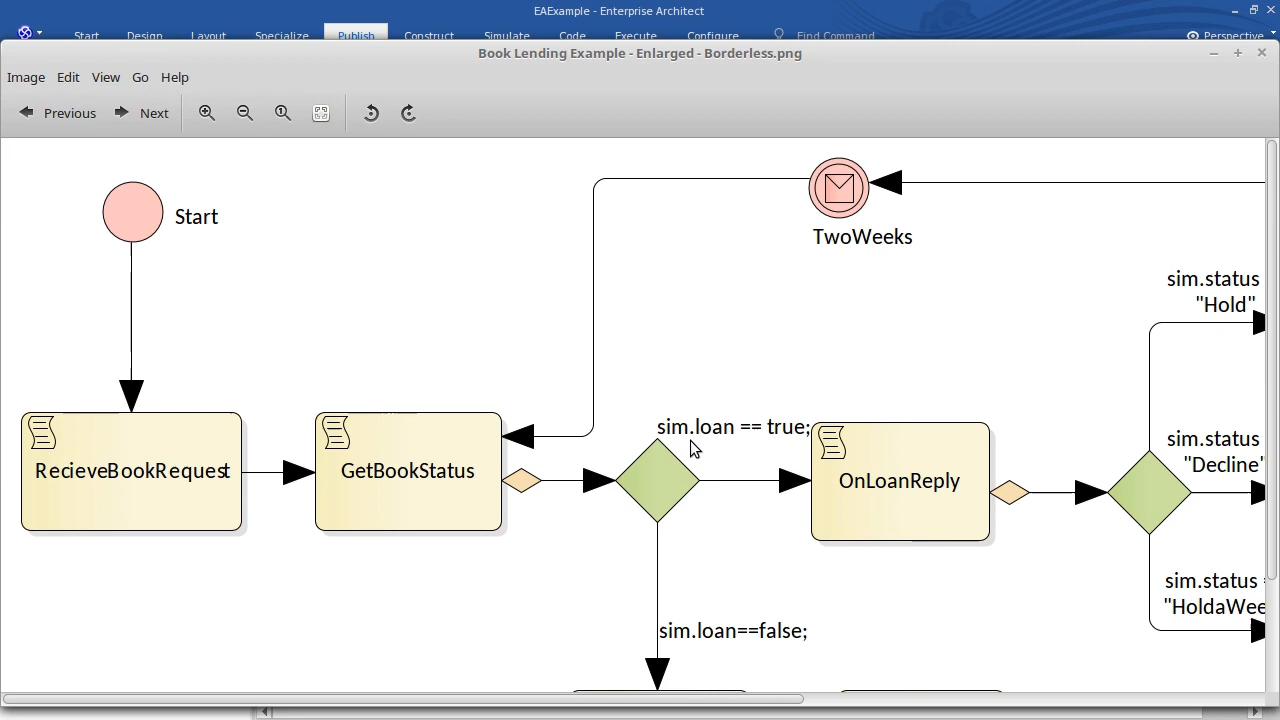 EAExample - Enterprise Architect
Start Design Layout Specialize Publish Construct Simulate Code Execute Configure Find Command Perspective
Book Lending Example - Enlarged - Borderless.png
Image Edit View Go Help
Previous Next
Start
TwoWeeks
sim.status
"Hold"
sim.loan == true;
sim.status
"Decline"
RecieveBookRequest
GetBookStatus
OnLoanReply
sim.status =
"HoldaWee
sim.loan==false;